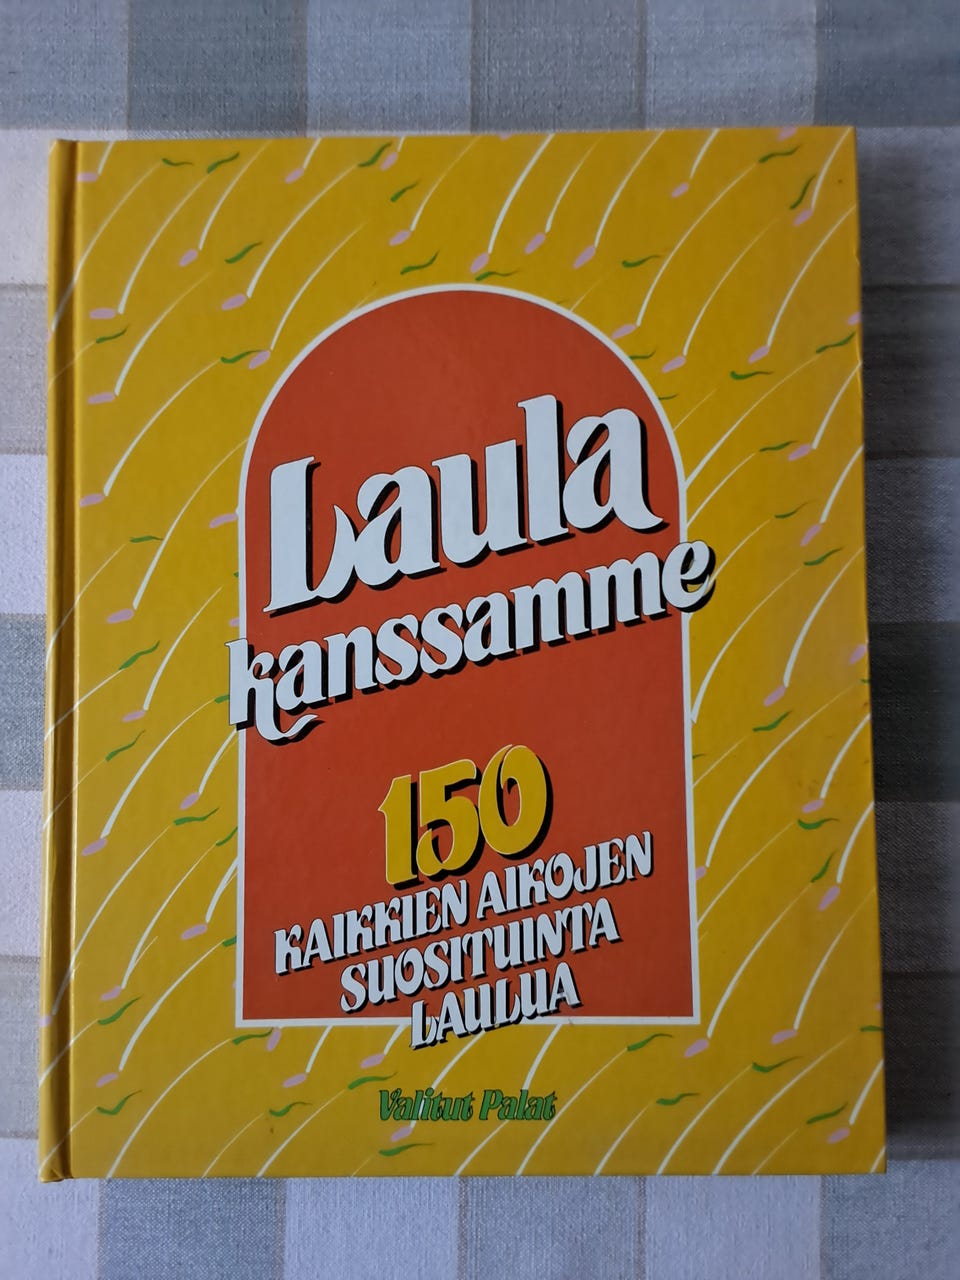 Laula
kanssamme
150
KAIKKIEN AIKOJEN
SUOSITUINTA
LAULUA
Valitut Palat